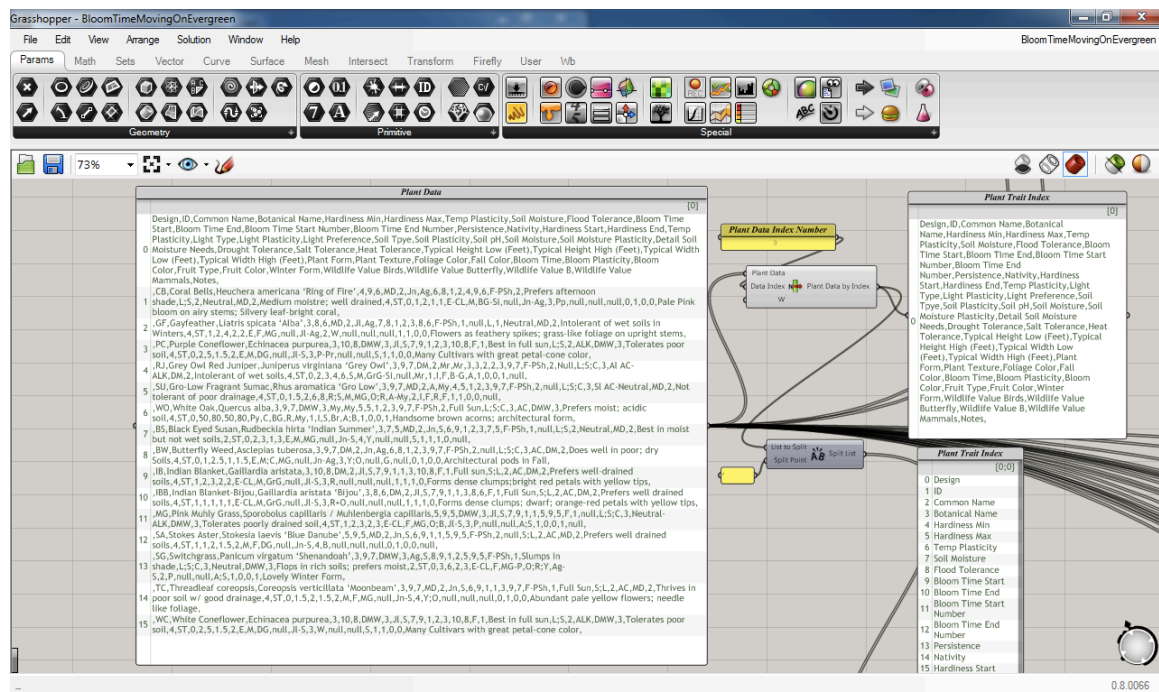 Grasshopper - BloomTimeMovingOnEvergreen
File Edit View Arrange Solution Window Help
BloomTimeMovingOnEvergreen
Params Math Sets Vector Curve Surface Mesh Intersect Transform Firefly User Wb
Geometry
Primitive
Special
73%
Plant Data
{0}
Design,ID,Common Name,Botanical Name,Hardiness Min,Hardiness Max,Temp Plasticity,Soil Moisture,Flood Tolerance,Bloom Time
Start,Bloom Time End,Bloom Time Start Number,Bloom Time End Number,Persistence,Nativity,Hardiness Start,Hardiness End,Temp
Plasticity,Light Type,Light Plasticity,Light Preference,Soil Tpye,Soil Plasticity,Soil pH,Soil Moisture,Soil Moisture Plasticity,Detail Soil
0 Moisture Needs,Drought Tolerance,Salt Tolerance,Heat Tolerance,Typical Height Low (Feet),Typical Height High (Feet),Typical Width
Low (Feet),Typical Width High (Feet),Plant Form,Plant Texture,Foliage Color,Fall Color,Bloom Time,Bloom Plasticity,Bloom
Color,Fruit Type,Fruit Color,Winter Form,Wildlife Value Birds,Wildlife Value Butterfly,Wildlife Value B,Wildlife Value
Mammals,Notes,
,CB,Coral Bells,Heuchera americana 'Ring of Fire',4,9,6,MD,2,Jn,Ag,6,8,1,2,4,9,6,F-PSh,2,Prefers afternoon
1 shade,L;S,2,Neutral,MD,2,Medium moistre; well drained,4,ST,0,1,2,1,1,E-CL,M,BG-SI,null,Jn-Ag,3,Pp,null,null,null,0,1,0,0,Pale Pink
bloom on airy stems; Silvery leaf-bright coral,
2 ,GF,Gayfeather,Liatris spicata 'Alba',3,8,6,MD,2,Jl,Ag,7,8,1,2,3,8,6,F-PSh,1,null,L,1,Neutral,MD,2,Intolerant of wet soils in
Winters,4,ST,1,2,4,2,2,E,F,MG,null,Jl-Ag,2,W,null,null,null,1,1,0,0,Flowers as feathery spikes; grass-like foliage on upright stems,
3 ,PC,Purple Coneflower,Echinacea purpurea,3,10,8,DMW,3,Jl,S,7,9,1,2,3,10,8,F,1,Best in full sun,L;S,2,ALK,DMW,3,Tolerates poor
soil,4,ST,0,2,5,1.5,2,E,M,DG,null,Jl-S,3,P-Pr,null,null,S,1,1,0,0,Many Cultivars with great petal-cone color,
4 ,RJ,Grey Owl Red Juniper,Juniperus virginiana 'Grey Owl',3,9,7,DM,2,Mr,Mr,3,3,2,2,3,9,7,F-PSh,2,null,L;S;C,3,Sl AC-
ALK,DM,2,Intolerant of wet soils,4,ST,0,2,3,4,6,S,M,GrG-SI,null,Mr,1,I,F,B-G,A,1,0,0,1,null,
5 ,SU,Gro-Low Fragrant Sumac,Rhus aromatica 'Gro Low',3,9,7,MD,2,A,My,4,5,1,2,3,9,7,F-PSh,2,null,L;S;C,3,Sl AC-Neutral,MD,2,Not
tolerant of poor drainage,4,ST,0,1.5,2,6,8,R;S,M,MG,O;R,A-My,2,I,F,R,F,1,1,0,0,null,
6 ,WO,White Oak,Quercus alba,3,9,7,DMW,3,My,My,5,5,1,2,3,9,7,F-PSh,2,Full Sun,L;S;C,3,AC,DMW,3,Prefers moist; acidic
soil,4,ST,0,50,80,50,80,Py,C,BG,R,My,1,I,S,Br,A;B,1,0,0,1,Handsome brown acorns; architectural form,
7 ,BS,Black Eyed Susan,Rudbeckia hirta 'Indian Summer',3,7,5,MD,2,Jn,S,6,9,1,2,3,7,5,F-PSh,1,null,L;S,2,Neutral,MD,2,Best in moist
but not wet soils,2,ST,0,2,3,1,3,E,M,MG,null,Jn-S,4,Y,null,null,S,1,1,1,0,null,
8 ,BW,Butterfly Weed,Asclepias tuberosa,3,9,7,DM,2,Jn,Ag,6,8,1,2,3,9,7,F-PSh,2,null,L;S;C,3,AC,DM,2,Does well in poor; dry
Soils,4,ST,0,1,2.5,1,1.5,E,M;C,MG,null,Jn-Ag,3,Y;O,null,G,null,0,1,0,0,Architectural pods in Fall,
9 ,IB,Indian Blanket,Gaillardia aristata,3,10,8,DM,2,Jl,S,7,9,1,1,3,10,8,F,1,Full sun,S;L,2,AC,DM,2,Prefers well-drained
soils,4,ST,1,2,3,2,2,E-CL,M,GrG,null,Jl-S,3,R,null,null,null,1,1,1,0,Forms dense clumps;bright red petals with yellow tips,
10 ,IBB,Indian Blanket-Bijou,Gaillardia aristata 'Bijou',3,8,6,DM,2,Jl,S,7,9,1,1,3,8,6,F,1,Full Sun,S;L,2,AC,DM,2,Prefers well drained
soils,4,ST,1,1,1,1,1,E-CL,M,GrG,null,Jl-S,3,R+O,null,null,null,1,1,1,0,Forms dense clumps; dwarf; orange-red petals with yellow tips,
11 ,MG,Pink Muhly Grass,Sporobolus capillaris / Muhlenbergia capillaris,5,9,5,DMW,3,Jl,S,7,9,1,1,5,9,5,F,1,null,L;S;C,3,Neutral-
ALK,DMW,3,Tolerates poorly drained soil,4,ST,1,2,3,2,3,E-CL,F,MG,O;B,Jl-S,3,P,null,null,A;S,1,0,0,1,null,
12 ,SA,Stokes Aster,Stokesia laevis 'Blue Danube',5,9,5,MD,2,Jn,S,6,9,1,1,5,9,5,F-PSh,2,null,S;L,2,AC,MD,2,Prefers well drained
soils,4,ST,1,1,2,1.5,2,M,F,DG,null,Jn-S,4,B,null,null,null,0,1,0,0,null,
,SG,Switchgrass,Panicum virgatum 'Shenandoah',3,9,7,DMW,3,Ag,S,8,9,1,2,5,9,5,F-PSh,1,Slumps in
13 shade,L;S;C,3,Neutral,DMW,3,Flops in rich soils; prefers moist,2,ST,0,3,6,2,3,E-CL,F,MG-P,O;R;Y,Ag-
S,2,P,null,null,A;S,1,0,0,1,Lovely Winter Form,
,TC,Threadleaf coreopsis,Coreopsis verticillata 'Moonbeam',3,9,7,MD,2,Jn,S,6,9,1,1,3,9,7,F-PSh,1,Full Sun,S;L,2,AC,MD,2,Thrives in
14 poor soil w/ good drainage,4,ST,0,1.5,2,1.5,2,M,F,MG,null,Jn-S,4,Y;O,null,null,null,0,1,0,0,Abundant pale yellow flowers; needle
like foliage,
15 ,WC,White Coneflower,Echinacea purpurea,3,10,8,DMW,3,Jl,S,7,9,1,2,3,10,8,F,1,Best in full sun,L;S,2,ALK,DMW,3,Tolerates poor
soil,4,ST,0,2,5,1.5,2,E,M,DG,null,Jl-S,3,W,null,null,S,1,1,0,0,Many Cultivars with great petal-cone color,
Plant Data Index Number
3
Plant Data
Data Index
W
Plant Data by Index
List to Split
Split Point
Split List
Plant Trait Index
{0}
Design,ID,Common Name,Botanical
Name,Hardiness Min,Hardiness Max,Temp
Plasticity,Soil Moisture,Flood Tolerance,Bloom
Time Start,Bloom Time End,Bloom Time Start
Number,Bloom Time End
Number,Persistence,Nativity,Hardiness
Start,Hardiness End,Temp Plasticity,Light
Type,Light Plasticity,Light Preference,Soil
Tpye,Soil Plasticity,Soil pH,Soil Moisture,Soil
Moisture Plasticity,Detail Soil Moisture
0 Needs,Drought Tolerance,Salt Tolerance,Heat
Tolerance,Typical Height Low (Feet),Typical
Height High (Feet),Typical Width Low
(Feet),Typical Width High (Feet),Plant
Form,Plant Texture,Foliage Color,Fall
Color,Bloom Time,Bloom Plasticity,Bloom
Color,Fruit Type,Fruit Color,Winter
Form,Wildlife Value Birds,Wildlife Value
Butterfly,Wildlife Value B,Wildlife Value
Mammals,Notes,
Plant Trait Index
{0;0}
0 Design
1 ID
2 Common Name
3 Botanical Name
4 Hardiness Min
5 Hardiness Max
6 Temp Plasticity
7 Soil Moisture
8 Flood Tolerance
9 Bloom Time Start
10 Bloom Time End
11 Bloom Time Start
Number
12 Bloom Time End
Number
13 Persistence
14 Nativity
15 Hardiness Start
0.8.0066